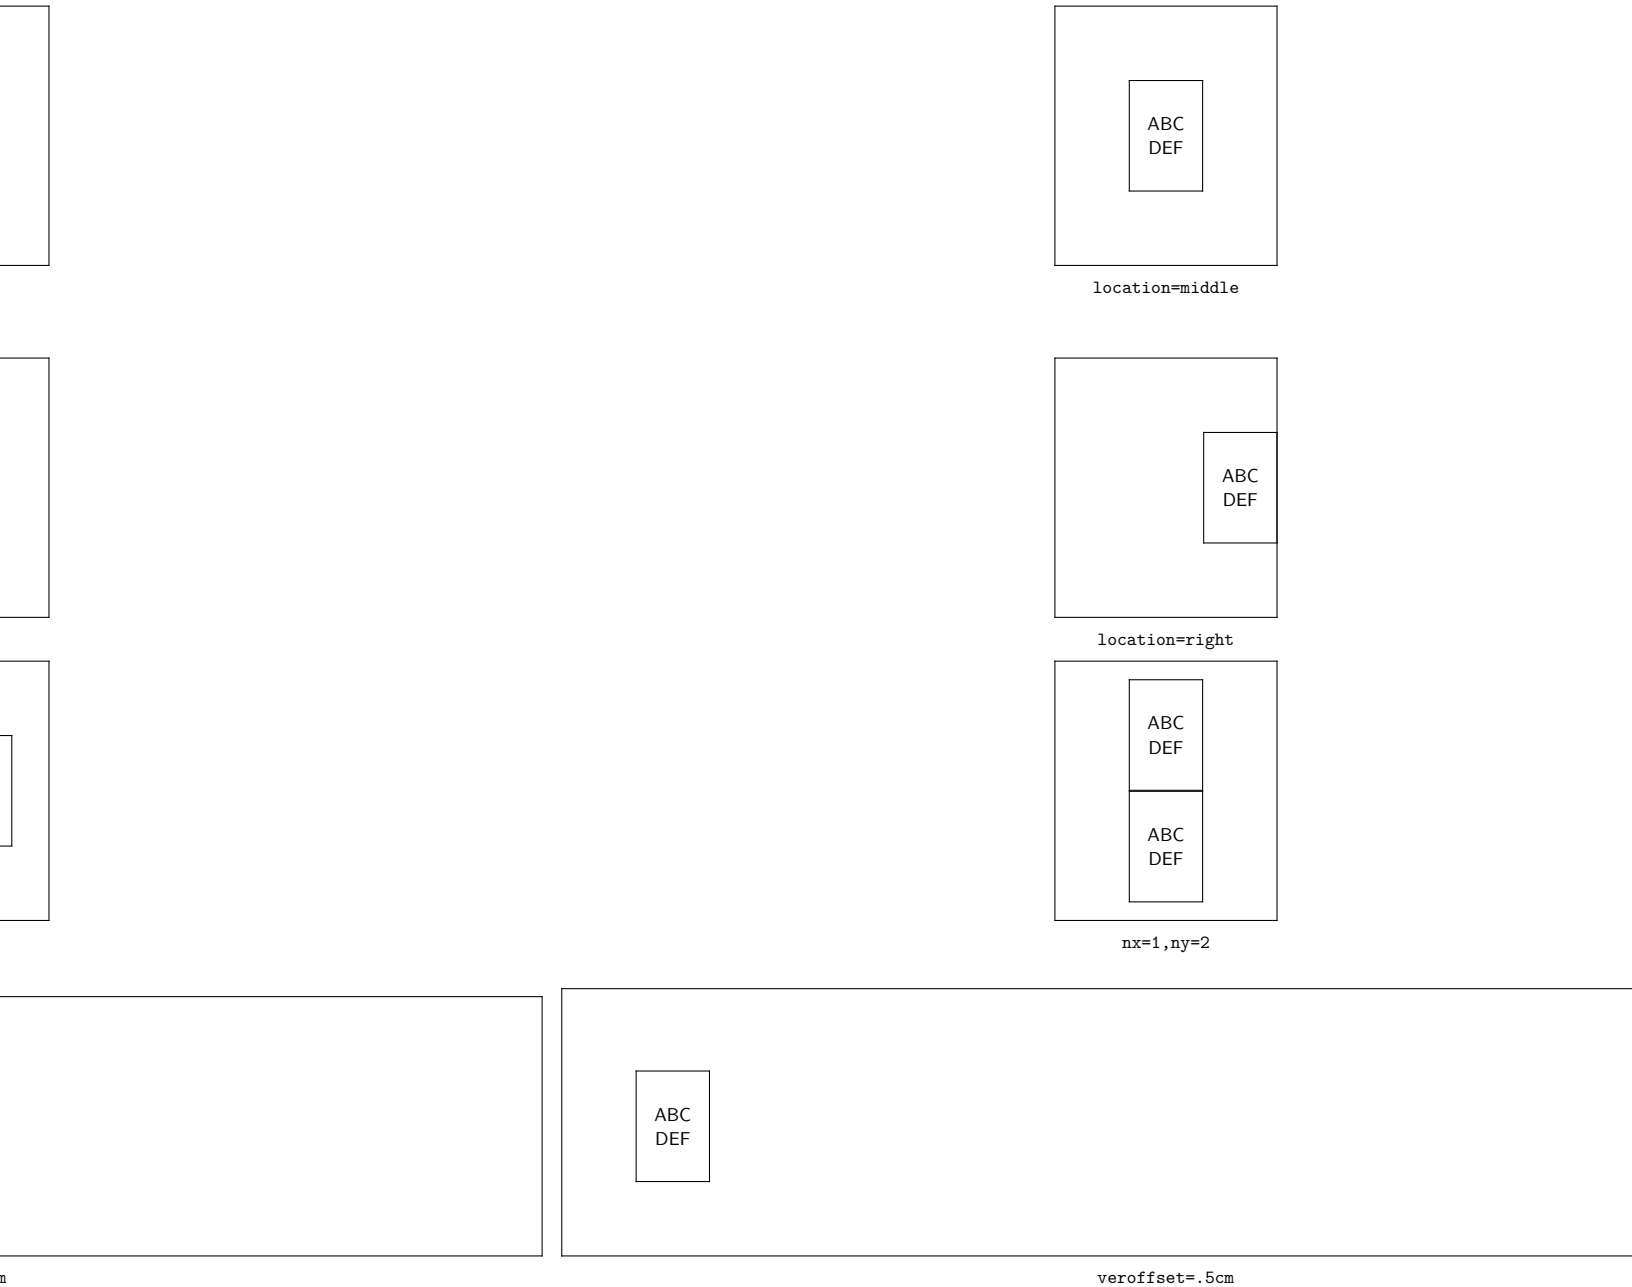 ABC
DEF
location=middle
ABC
DEF
location=right
ABC
DEF
ABC
DEF
nx=1,ny=2
ABC
DEF
m
veroffset=.5cm